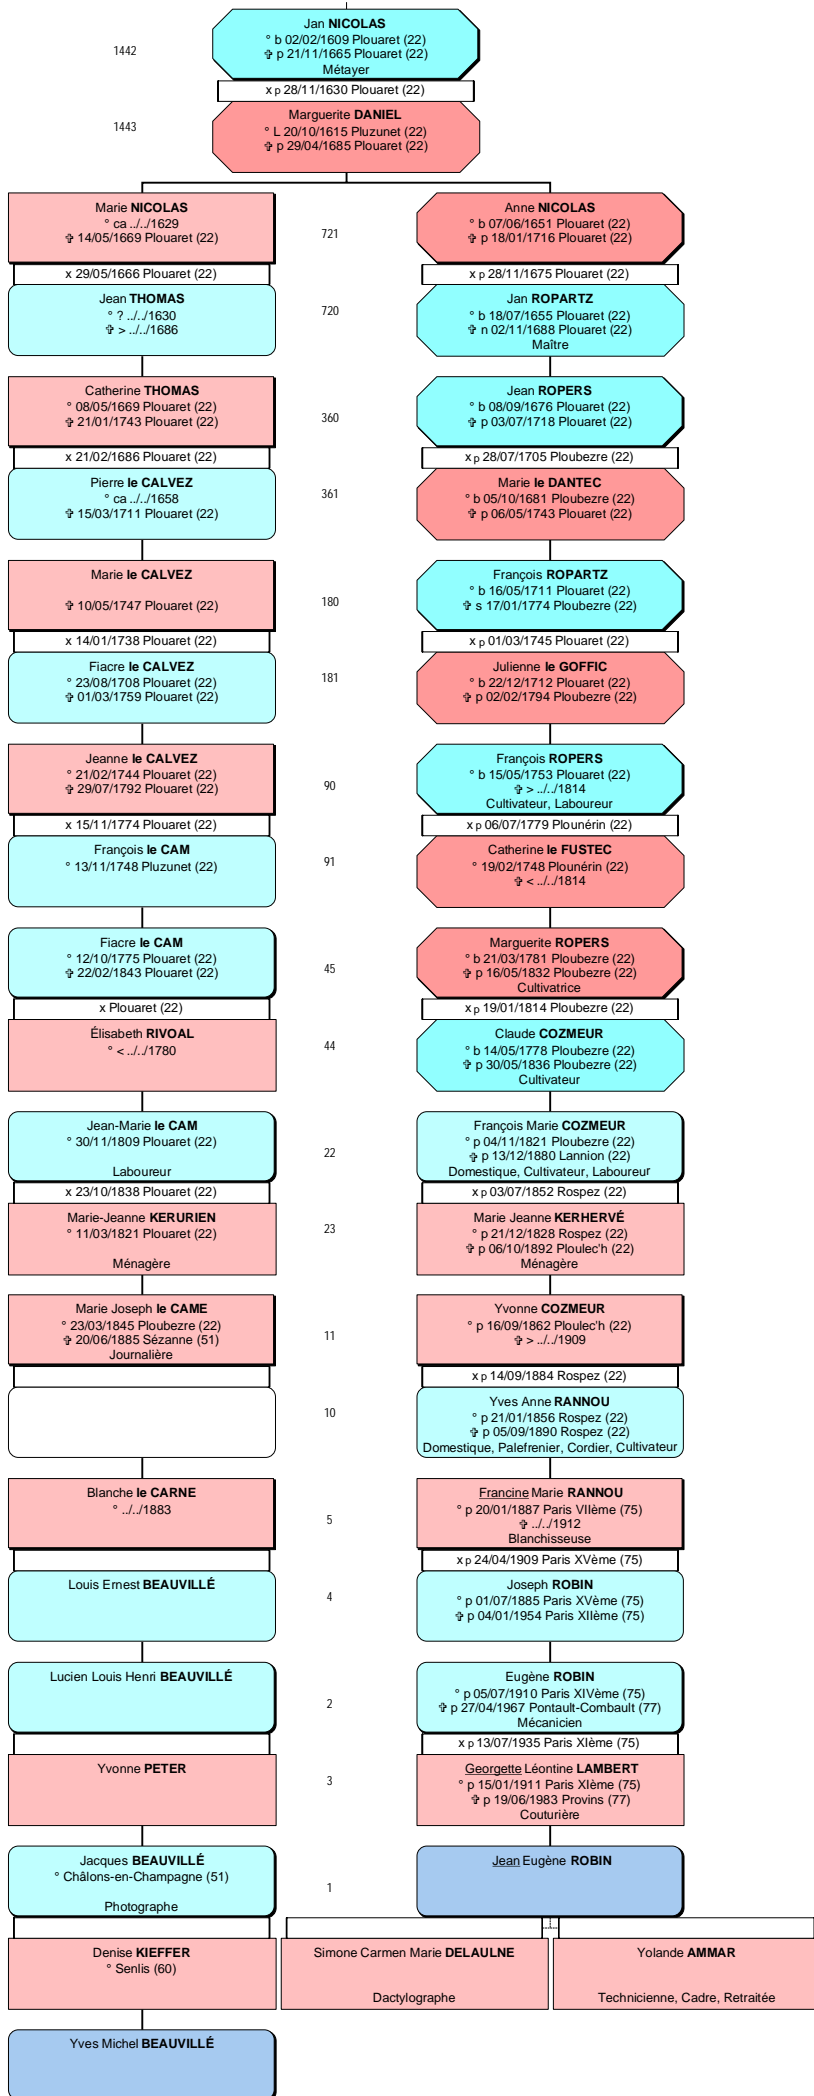 Jan NICOLAS
° b 02/02/1609 Plouaret (22)
✞ p 21/11/1665 Plouaret (22)
Métayer
1442
x p 28/11/1630 Plouaret (22)
Marguerite DANIEL
° L 20/10/1615 Pluzunet (22)
✞ p 29/04/1685 Plouaret (22)
1443
Marie NICOLAS
° ca ../../1629
✞ 14/05/1669 Plouaret (22)
721
Anne NICOLAS
° b 07/06/1651 Plouaret (22)
✞ p 18/01/1716 Plouaret (22)
x 29/05/1666 Plouaret (22)
x p 28/11/1675 Plouaret (22)
Jean THOMAS
° ? ../../1630
✞ > ../../1686
720
Jan ROPARTZ
° b 18/07/1655 Plouaret (22)
✞ n 02/11/1688 Plouaret (22)
Maître
Catherine THOMAS
° 08/05/1669 Plouaret (22)
✞ 21/01/1743 Plouaret (22)
360
Jean ROPERS
° b 08/09/1676 Plouaret (22)
✞ p 03/07/1718 Plouaret (22)
x 21/02/1686 Plouaret (22)
x p 28/07/1705 Ploubezre (22)
Pierre le CALVEZ
° ca ../../1658
✞ 15/03/1711 Plouaret (22)
361
Marie le DANTEC
° b 05/10/1681 Ploubezre (22)
✞ p 06/05/1743 Plouaret (22)
Marie le CALVEZ
✞ 10/05/1747 Plouaret (22)
180
François ROPARTZ
° b 16/05/1711 Plouaret (22)
✞ s 17/01/1774 Ploubezre (22)
x 14/01/1738 Plouaret (22)
x p 01/03/1745 Plouaret (22)
Fiacre le CALVEZ
° 23/08/1708 Plouaret (22)
✞ 01/03/1759 Plouaret (22)
181
Julienne le GOFFIC
° b 22/12/1712 Plouaret (22)
✞ p 02/02/1794 Ploubezre (22)
Jeanne le CALVEZ
° 21/02/1744 Plouaret (22)
✞ 29/07/1792 Plouaret (22)
90
François ROPERS
° b 15/05/1753 Plouaret (22)
✞ > ../../1814
Cultivateur, Laboureur
x 15/11/1774 Plouaret (22)
x p 06/07/1779 Plounérin (22)
François le CAM
° 13/11/1748 Pluzunet (22)
91
Catherine le FUSTEC
° 19/02/1748 Plounérin (22)
✞ < ../../1814
Fiacre le CAM
° 12/10/1775 Plouaret (22)
✞ 22/02/1843 Plouaret (22)
45
Marguerite ROPERS
° b 21/03/1781 Ploubezre (22)
✞ p 16/05/1832 Ploubezre (22)
Cultivatrice
x Plouaret (22)
x p 19/01/1814 Ploubezre (22)
Élisabeth RIVOAL
° < ../../1780
44
Claude COZMEUR
° b 14/05/1778 Ploubezre (22)
✞ p 30/05/1836 Ploubezre (22)
Cultivateur
Jean-Marie le CAM
° 30/11/1809 Plouaret (22)
Laboureur
22
François Marie COZMEUR
° p 04/11/1821 Ploubezre (22)
✞ p 13/12/1880 Lannion (22)
Domestique, Cultivateur, Laboureur
x 23/10/1838 Plouaret (22)
x p 03/07/1852 Rospez (22)
Marie-Jeanne KERURIEN
° 11/03/1821 Plouaret (22)
Ménagère
23
Marie Jeanne KERHERVÉ
° p 21/12/1828 Rospez (22)
✞ p 06/10/1892 Ploulec'h (22)
Ménagère
Marie Joseph le CAME
° 23/03/1845 Ploubezre (22)
✞ 20/06/1885 Sézanne (51)
Journalière
11
Yvonne COZMEUR
° p 16/09/1862 Ploulec'h (22)
✞ > ../../1909
x p 14/09/1884 Rospez (22)
10
Yves Anne RANNOU
° p 21/01/1856 Rospez (22)
✞ p 05/09/1890 Rospez (22)
Domestique, Palefrenier, Cordier, Cultivateur
Blanche le CARNE
° ../../1883
5
Francine Marie RANNOU
° p 20/01/1887 Paris VIIème (75)
✞ ../../1912
Blanchisseuse
x p 24/04/1909 Paris XVème (75)
Louis Ernest BEAUVILLÉ
4
Joseph ROBIN
° p 01/07/1885 Paris XVème (75)
✞ p 04/01/1954 Paris XIIème (75)
Lucien Louis Henri BEAUVILLÉ
2
Eugène ROBIN
° p 05/07/1910 Paris XIVème (75)
✞ p 27/04/1967 Pontault-Combault (77)
Mécanicien
x p 13/07/1935 Paris XIème (75)
Yvonne PETER
3
Georgette Léontine LAMBERT
° p 15/01/1911 Paris XIème (75)
✞ p 19/06/1983 Provins (77)
Couturière
Jacques BEAUVILLÉ
° Châlons-en-Champagne (51)
Photographe
1
Jean Eugène ROBIN
Denise KIEFFER
° Senlis (60)
Simone Carmen Marie DELAULNE
Dactylographe
Yolande AMMAR
Technicienne, Cadre, Retraitée
Yves Michel BEAUVILLÉ